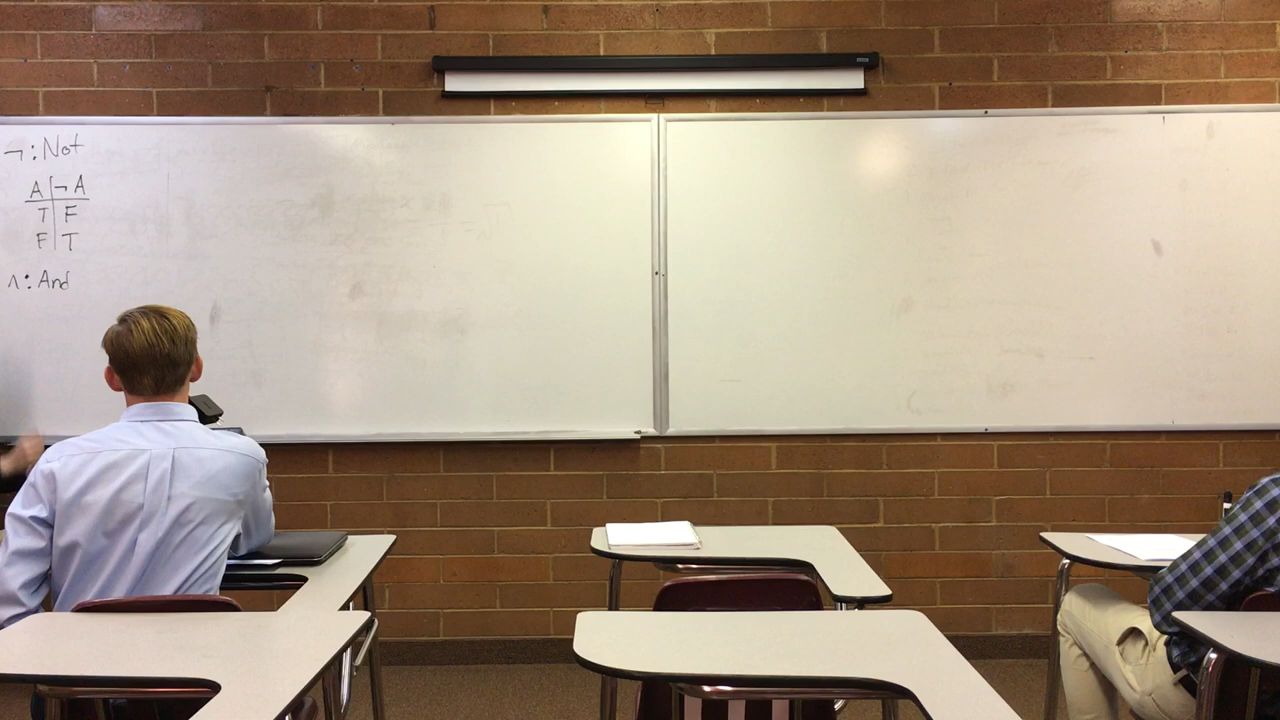 ¬: Not
A | ¬A
T | F
F | T
∧: And